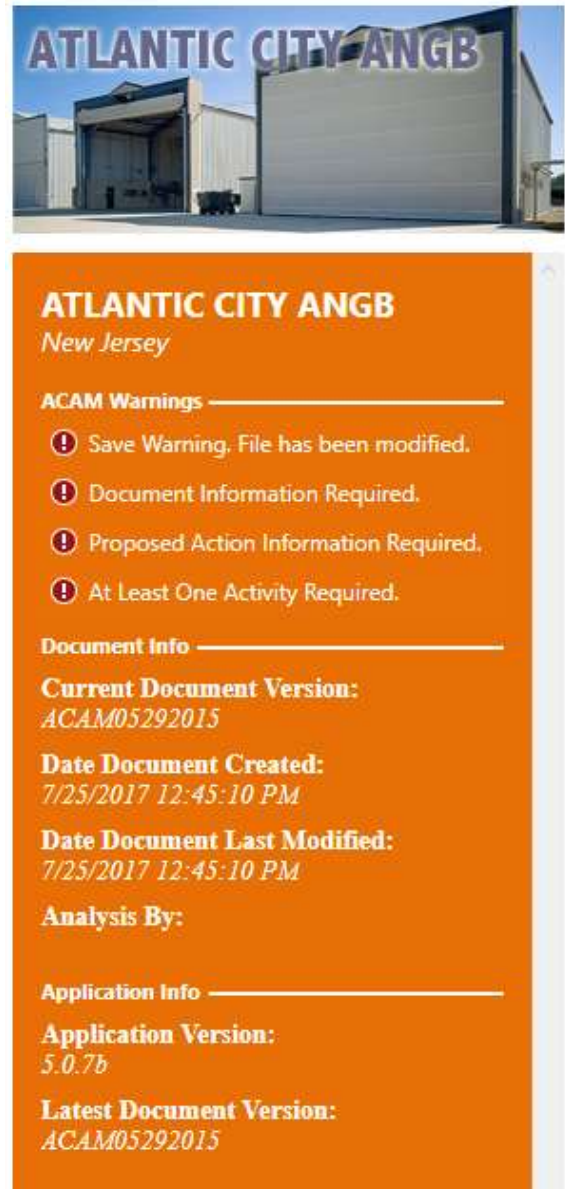 ATLANTIC CITY ANGB
ATLANTIC CITY ANGB
New Jersey
ACAM Warnings
Save Warning. File has been modified.
Document Information Required.
Proposed Action Information Required.
At Least One Activity Required.
Document Info
Current Document Version:
ACAM05292015
Date Document Created:
7/25/2017 12:45:10 PM
Date Document Last Modified:
7/25/2017 12:45:10 PM
Analysis By:
Application Info
Application Version:
5.0.7b
Latest Document Version:
ACAM05292015